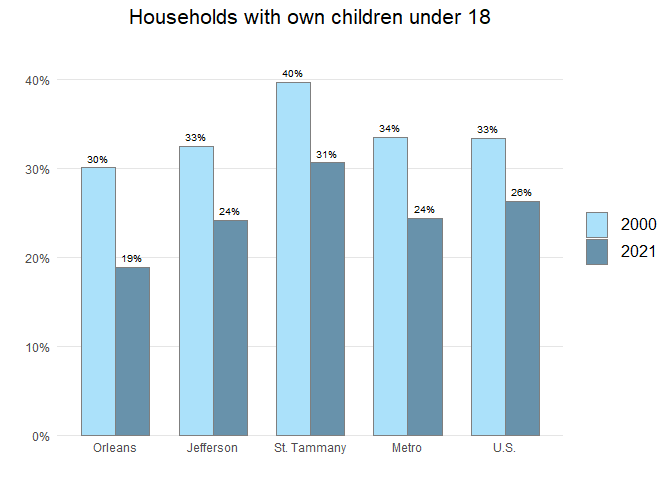 Households with own children under 18
40%
30%
20%
10%
0%
30%
19%
33%
24%
40%
31%
34%
24%
33%
26%
Orleans
Jefferson
St. Tammany
Metro
U.S.
2000
2021